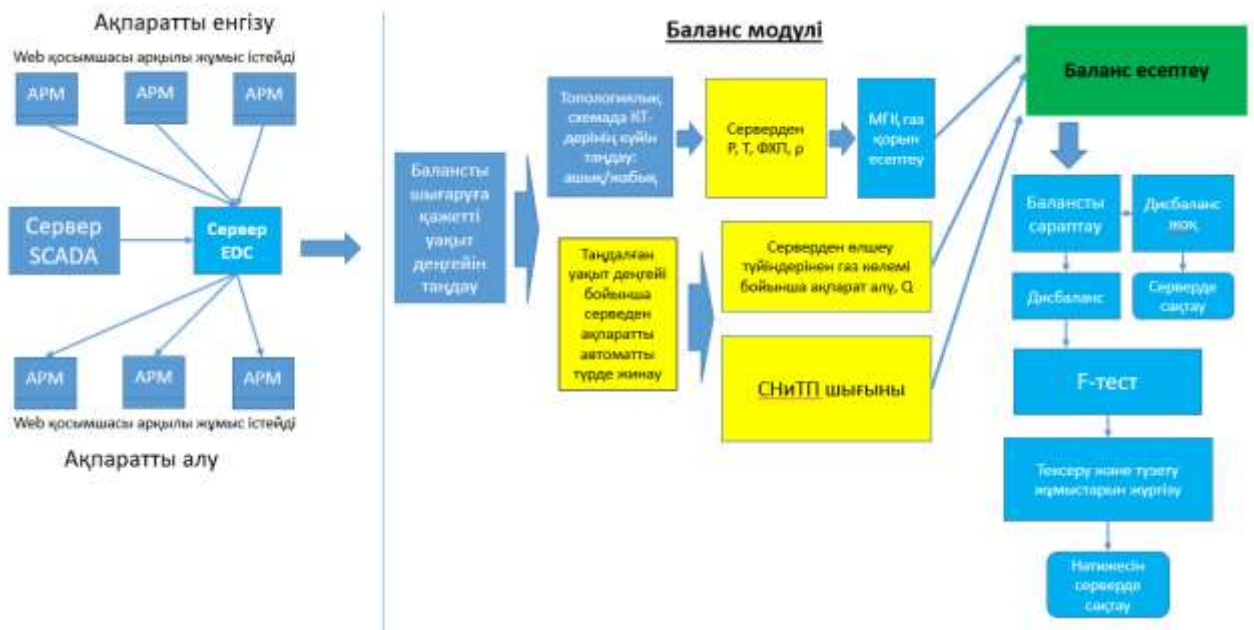 Ақпаратты енгізу
Web қосымшасы арқылы жұмыс істейді
АРМ
АРМ
АРМ
Сервер
SCADA
Сервер
EDC
АРМ
АРМ
АРМ
Web қосымшасы арқылы жұмыс істейді
Ақпаратты алу
Баланс модүлі
Балансты
шығаруға
қажетті
уақыт
деңгейін
таңдау
Топологиялық
схемада КТ-
дерінің күйін
таңдау:
ашық/жабық
Серверден
Р, Т, ФХП, ρ
МГҚ газ
қорын
есептеу
Таңдалған
уақыт деңгейі
бойынша
серведен
ақпаратты
автоматты
түрде жинау
Серверден өлшеу
түйіндерінен газ көлемі
бойынша ақпарат алу, Q
СНиТП шығыны
Баланс есептеу
Балансты
сараптау
Дисбаланс
жоқ
Дисбаланс
Серверде
сақтау
F-тест
Тексеру және түзету
жұмыстарын жүргізу
Нәтижесін
серверде
сақтау